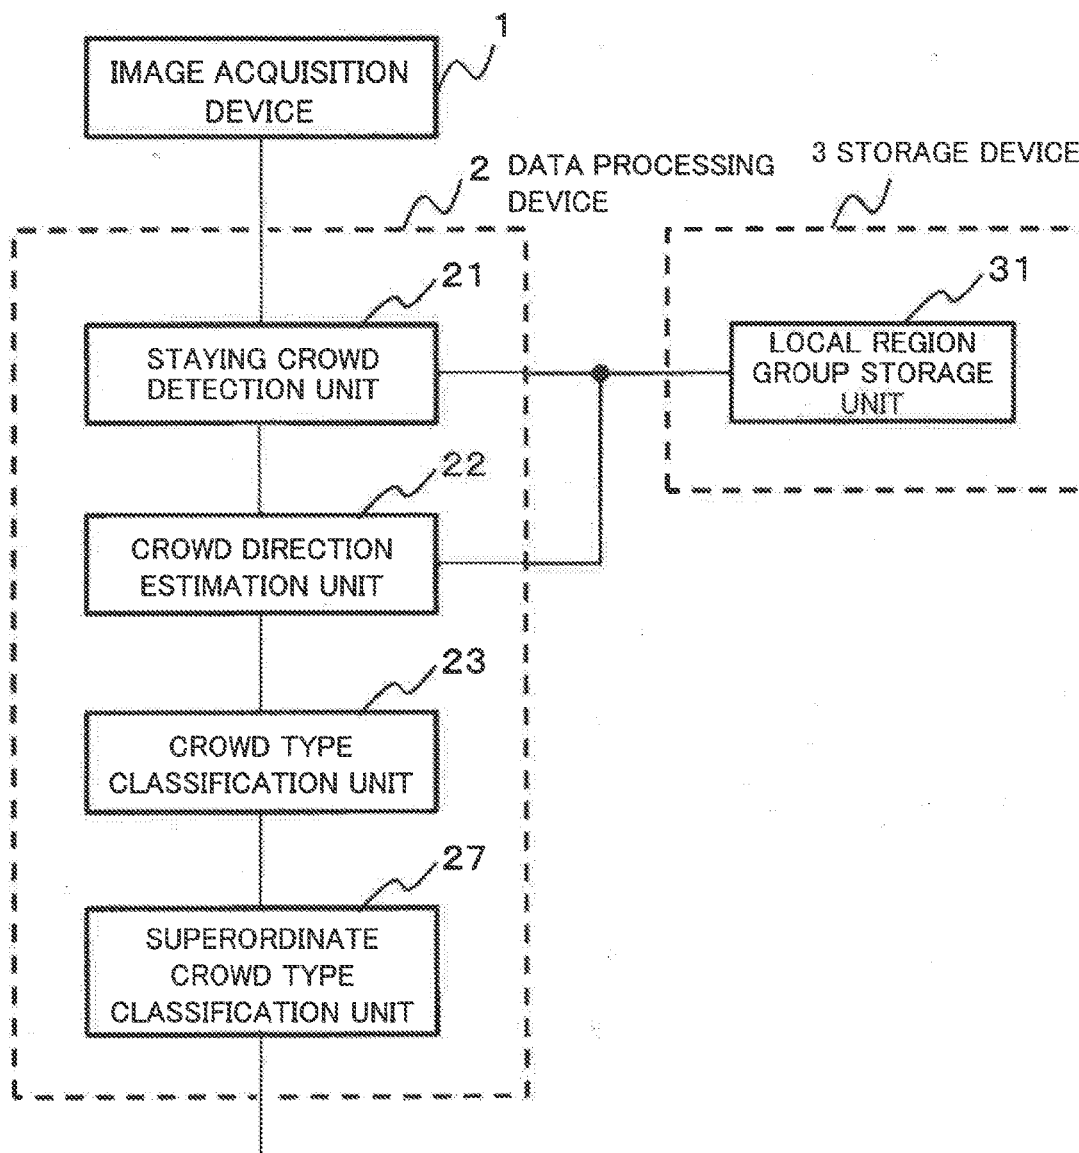 1
IMAGE ACQUISITION
DEVICE
2 DATA PROCESSING
DEVICE
3 STORAGE DEVICE
21
STAYING CROWD
DETECTION UNIT
31
LOCAL REGION
GROUP STORAGE
UNIT
22
CROWD DIRECTION
ESTIMATION UNIT
23
CROWD TYPE
CLASSIFICATION UNIT
27
SUPERORDINATE
CROWD TYPE
CLASSIFICATION UNIT